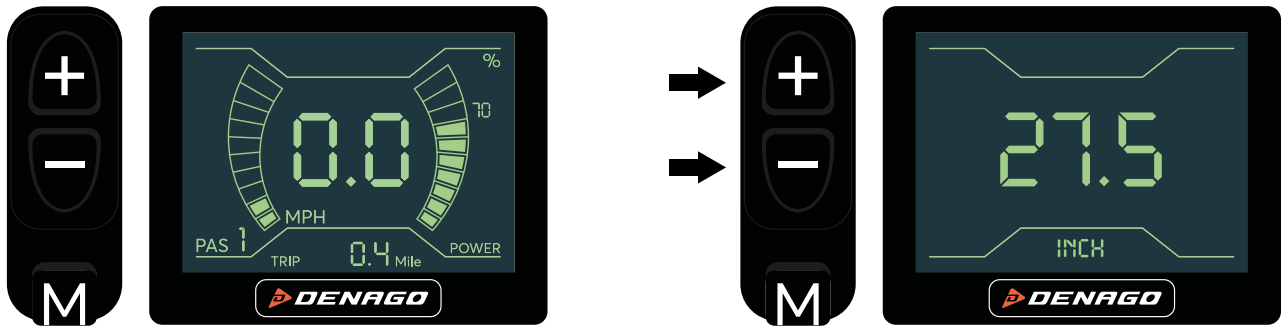 +
−
M
%
70
0.0
MPH
PAS 1
TRIP 0.4 Mile
POWER
DENAGO
+
−
M
27.5
INCH
DENAGO